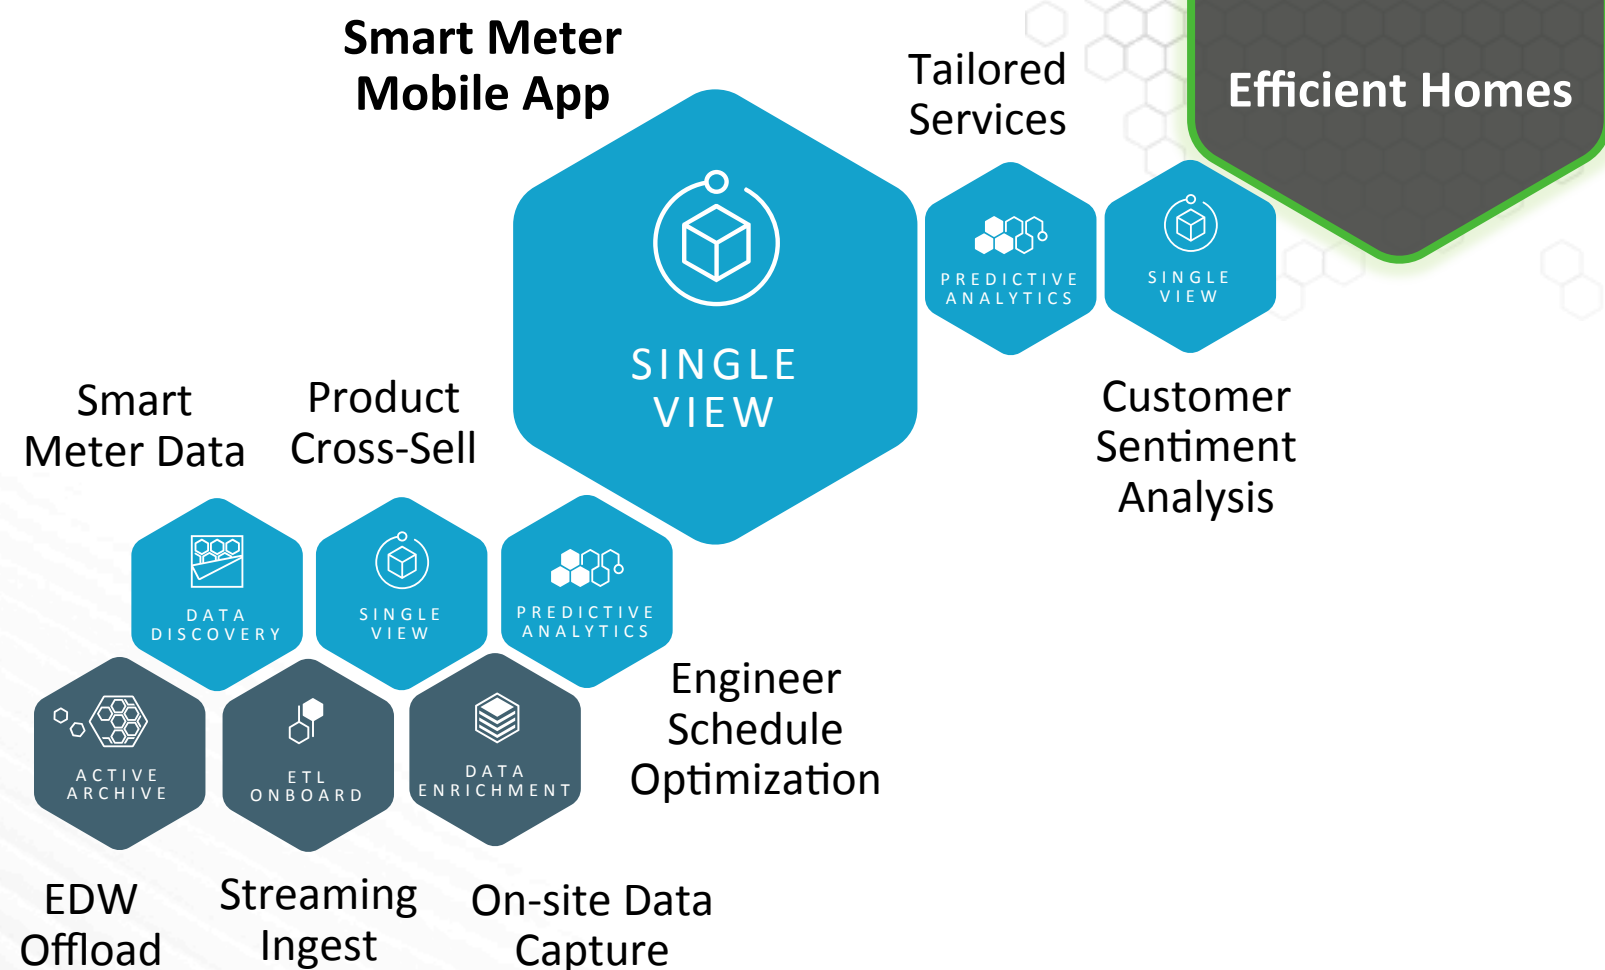 Smart Meter
Mobile App
Tailored
Services
Efficient Homes
SINGLE
VIEW
PREDICTIVE
ANALYTICS
SINGLE
VIEW
Customer
Sentiment
Analysis
Smart
Meter Data
Product
Cross-Sell
DATA
DISCOVERY
SINGLE
VIEW
PREDICTIVE
ANALYTICS
Engineer
Schedule
Optimization
ACTIVE
ARCHIVE
ETL
ONBOARD
DATA
ENRICHMENT
EDW
Offload
Streaming
Ingest
On-site Data
Capture